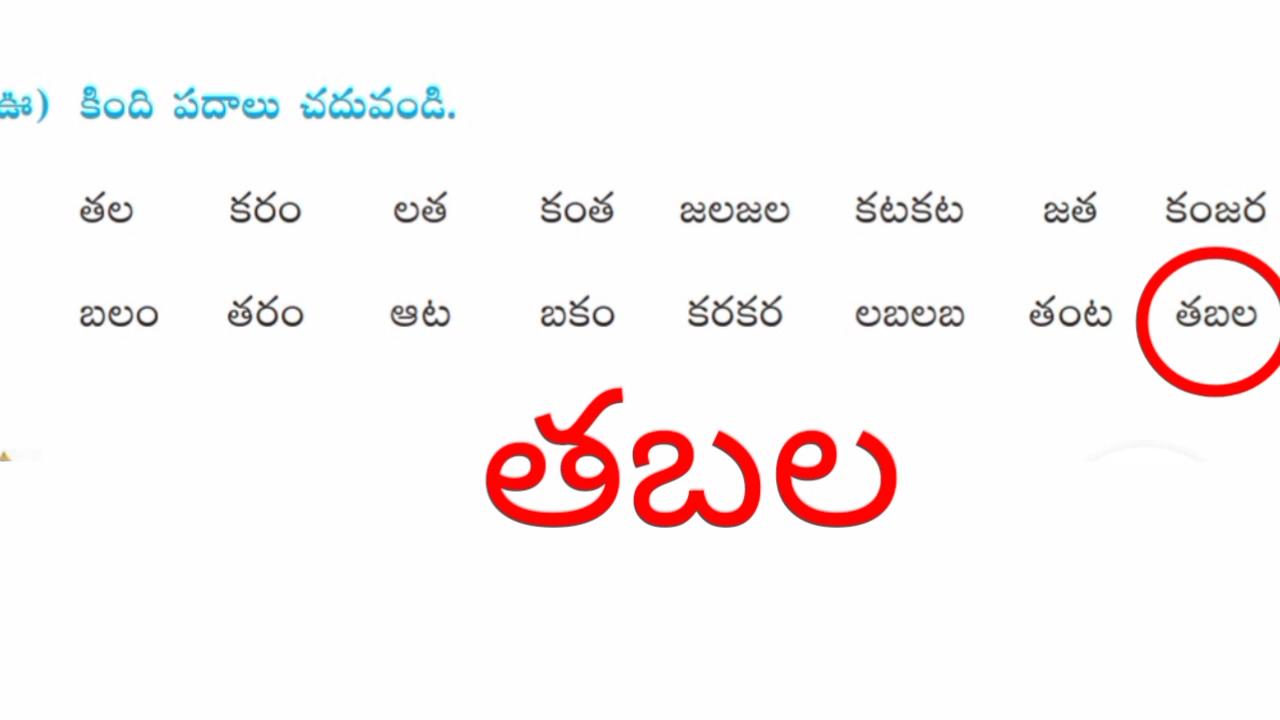 ఊ) కింది పదాలు చదువండి.
తల కరం లత కంత జలజల కటకట జత కంజర
బలం తరం ఆట బకం కరకర లబలబ తంట తబల
తబల